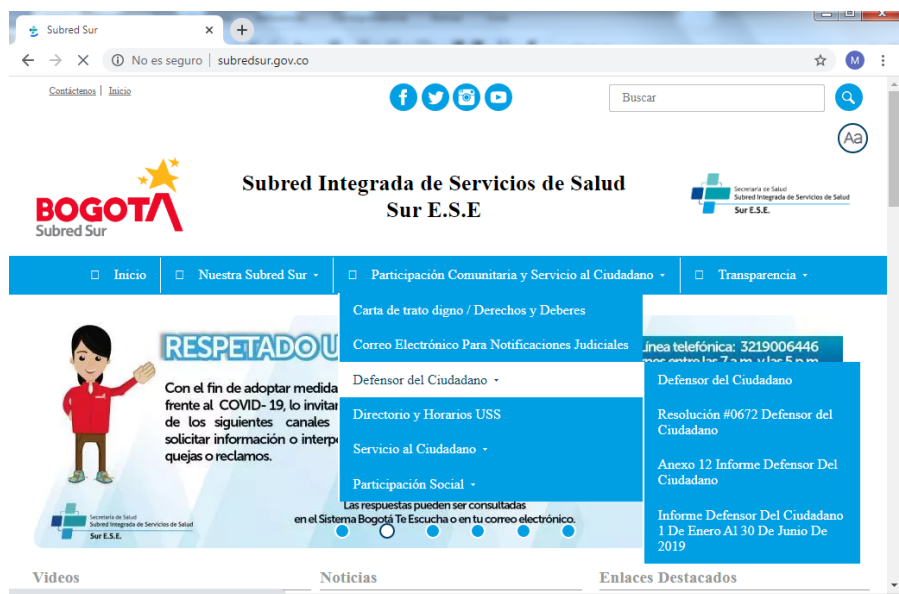 Subred Sur
No es seguro | subredsur.gov.co
M
Contáctenos | Inicio
Buscar
Aa
BOGOTÁ
Subred Sur
Subred Integrada de Servicios de Salud
Sur E.S.E
Secretaría de Salud
Subred Integrada de Servicios de Salud
Sur E.S.E.
Inicio
Nuestra Subred Sur
Participación Comunitaria y Servicio al Ciudadano
Transparencia
Carta de trato digno / Derechos y Deberes
Correo Electrónico Para Notificaciones Judiciales
Defensor del Ciudadano
Directorio y Horarios USS
Servicio al Ciudadano
Participación Social
Defensor del Ciudadano
Resolución #0672 Defensor del
Ciudadano
Anexo 12 Informe Defensor Del
Ciudadano
Informe Defensor Del Ciudadano
1 De Enero Al 30 De Junio De
2019
RESPETADO U
línea telefónica: 3219006446
Con el fin de adoptar medida
frente al COVID- 19, lo invitar
de los siguientes canales
solicitar información o interp
quejas o reclamos.
Las respuestas pueden ser consultadas
en el Sistema Bogotá Te Escucha o en tu correo electrónico.
Secretaría de Salud
Subred Integrada de Servicios de Salud
Sur E.S.E.
Videos
Noticias
Enlaces Destacados